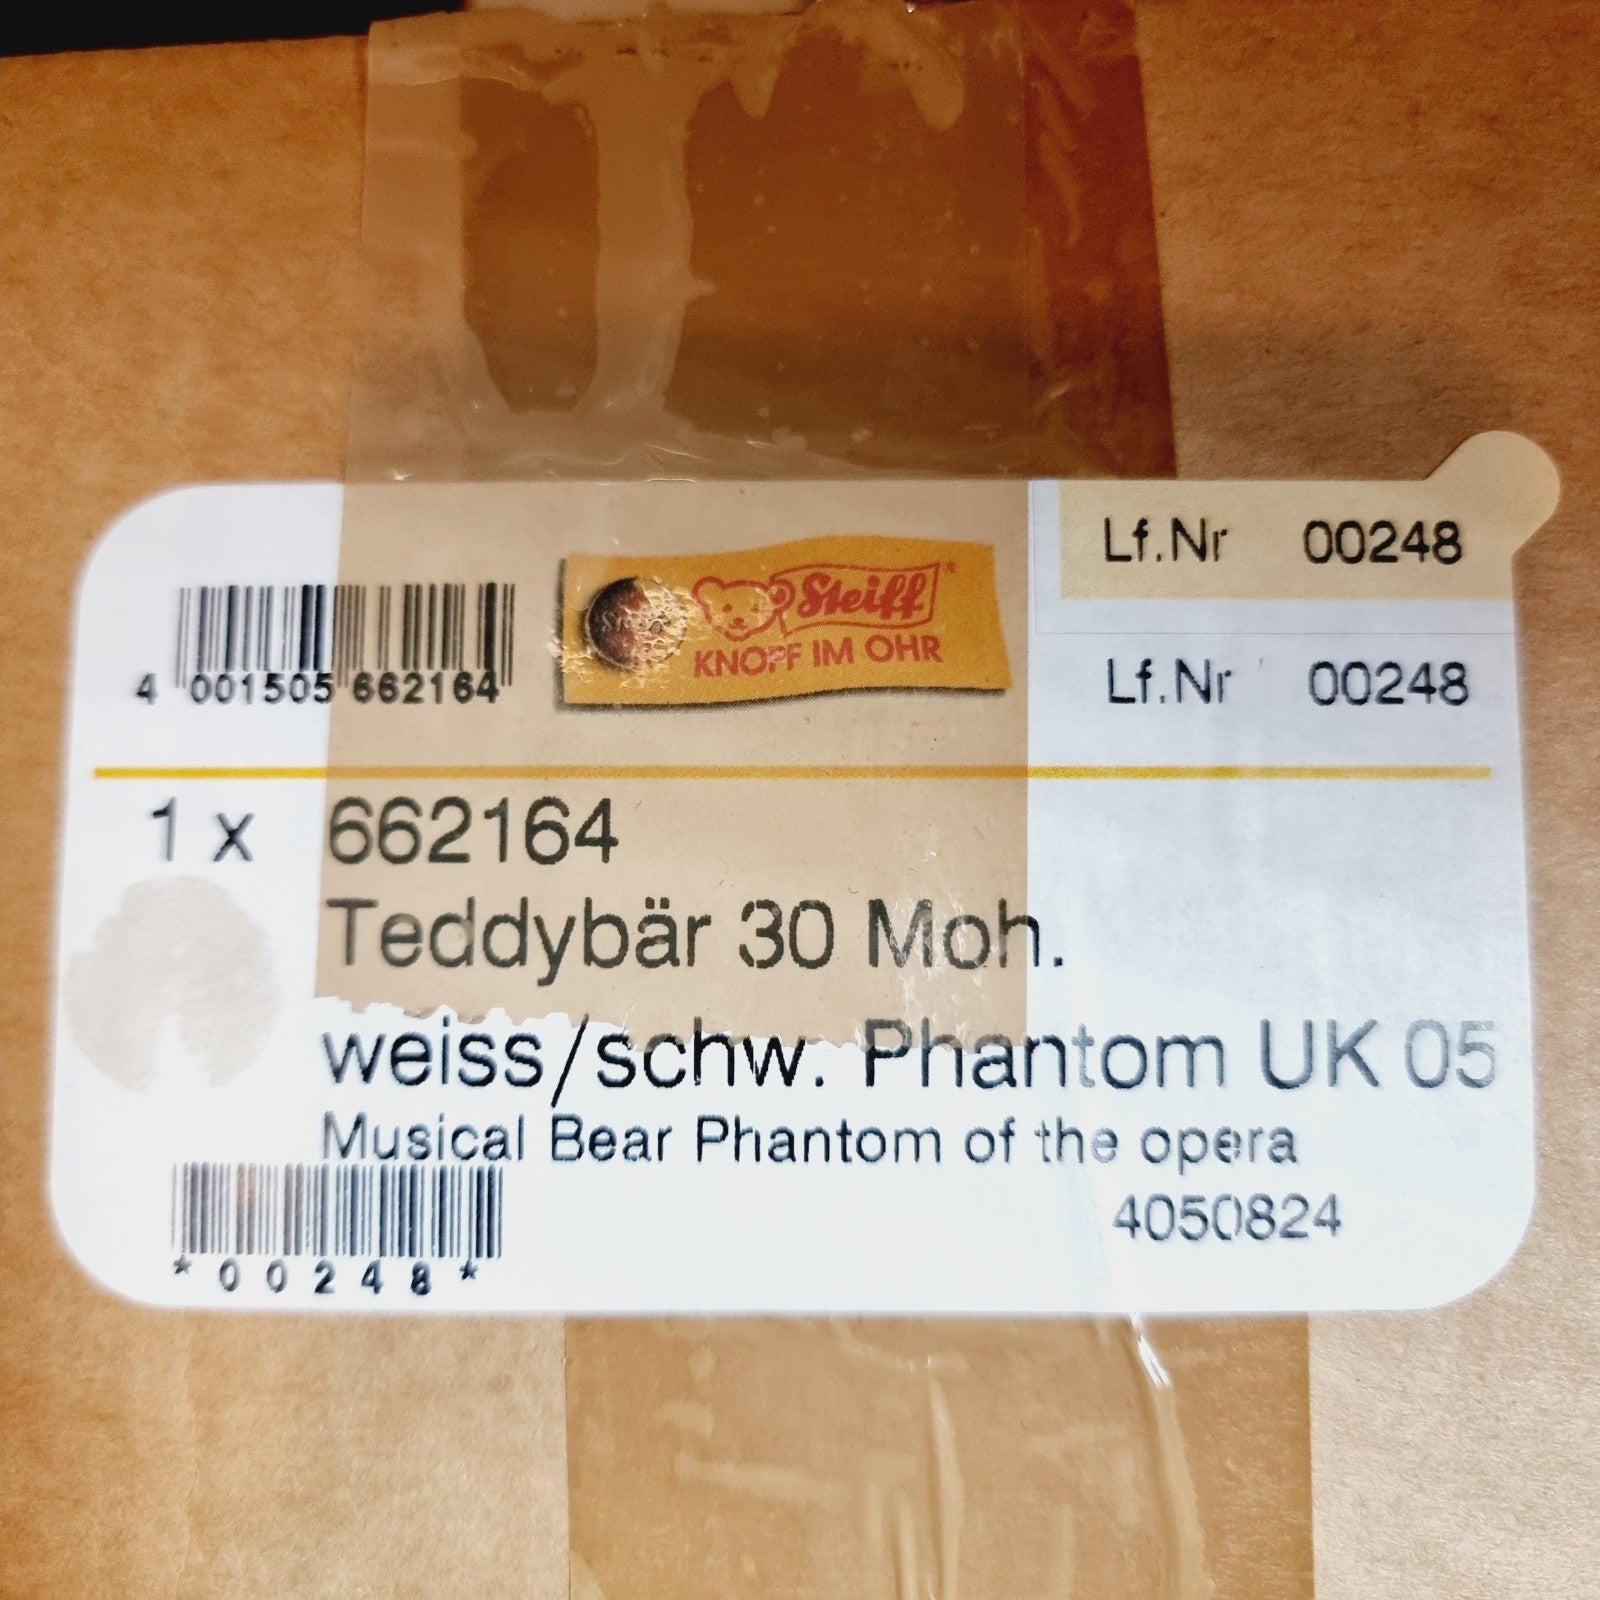 Lf.Nr 00248
Steiff
KNOPF IM OHR
4 001505 662164
Lf.Nr 00248
1 x 662164
Teddybär 30 Moh.
weiss/schw. Phantom UK 05
Musical Bear Phantom of the opera
4050824
*00248*